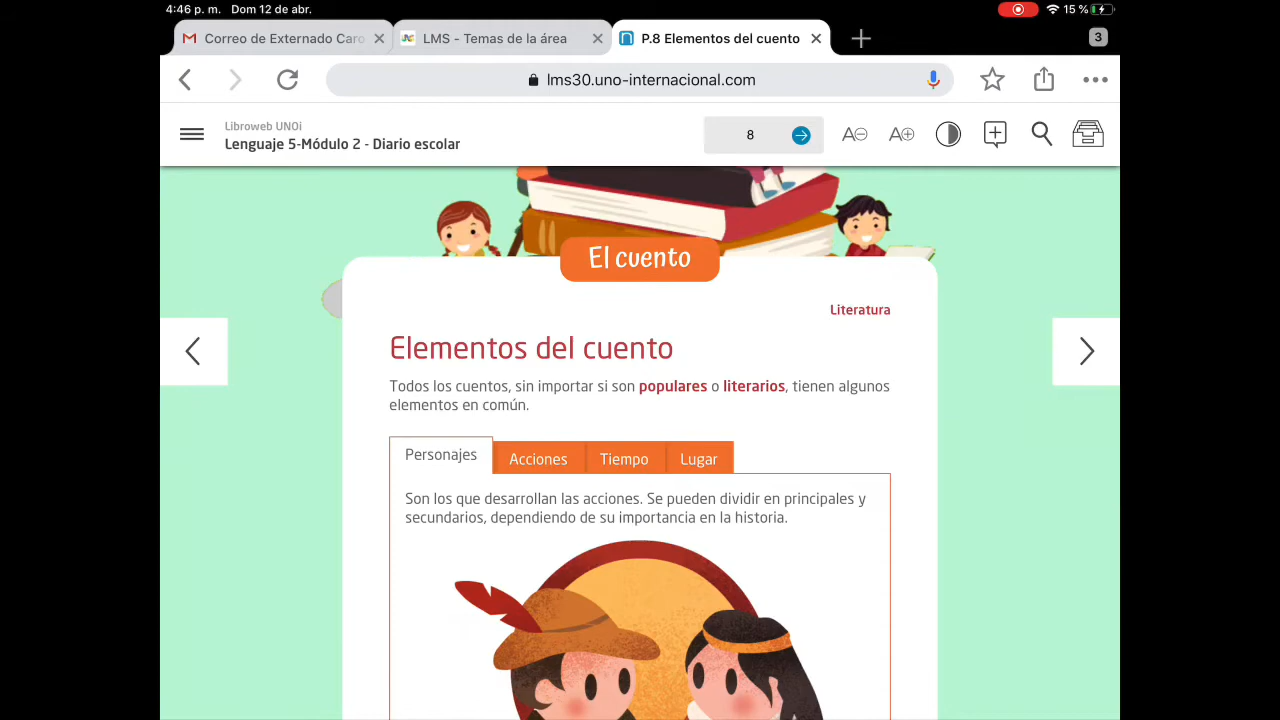 4:46 p. m. Dom 12 de abr.
15 %
Correo de Externado Caro
LMS - Temas de la área
P.8 Elementos del cuento
3
lms30.uno-internacional.com
Libroweb UNOi
Lenguaje 5-Módulo 2 - Diario escolar
8
A
A
El cuento
Literatura
Elementos del cuento
Todos los cuentos, sin importar si son populares o literarios, tienen algunos
elementos en común.
Personajes
Acciones
Tiempo
Lugar
Son los que desarrollan las acciones. Se pueden dividir en principales y
secundarios, dependiendo de su importancia en la historia.